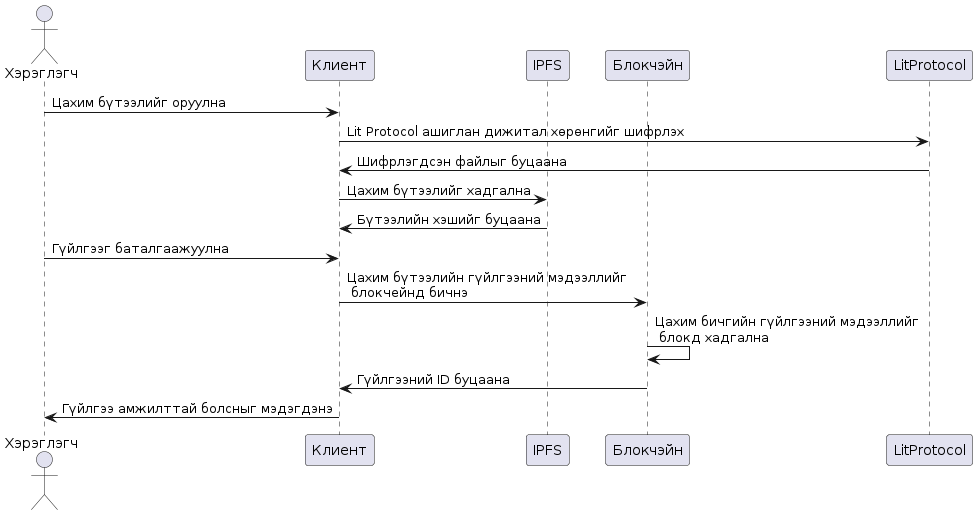 Хэрэглэгч
Клиент
IPFS
Блокчэйн
LitProtocol
Цахим бүтээлийг оруулна
Lit Protocol ашиглан дижитал хөрөнгийг шифрлэх
Шифрлэгдсэн файлыг буцаана
Цахим бүтээлийг хадгална
Бүтээлийн хэшийг буцаана
Гүйлгээг баталгаажуулна
Цахим бүтээлийн гүйлгээний мэдээллийг
блокчейнд бичнэ
Цахим бичгийн гүйлгээний мэдээллийг
блокд хадгална
Гүйлгээний ID буцаана
Гүйлгээ амжилттай болсныг мэдэгдэнэ
Хэрэглэгч
Клиент
IPFS
Блокчэйн
LitProtocol